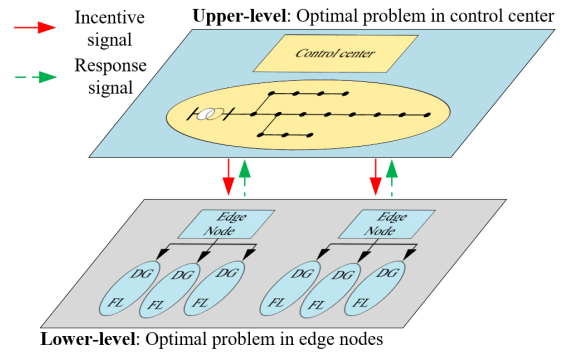 Upper-level: Optimal problem in control center
Incentive
signal
Response
signal
Control center
Edge
Node
Edge
Node
DG
FL
DG
FL
DG
FL
DG
FL
DG
FL
DG
FL
Lower-level: Optimal problem in edge nodes